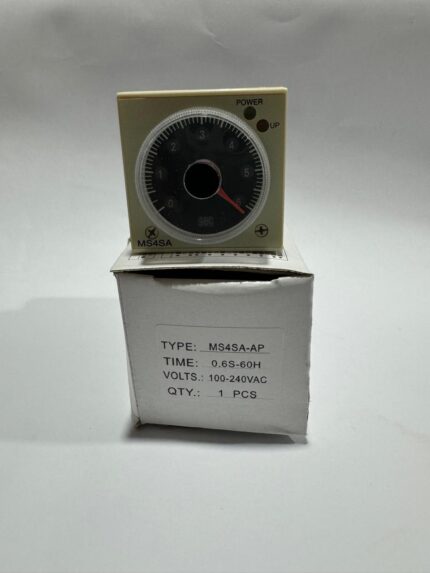 POWER
UP
0 1 2 3 4 5 6
SEC
MS4SA
TYPE: MS4SA-AP
TIME: 0.6S-60H
VOLTS.: 100-240VAC
QTY.: 1 PCS